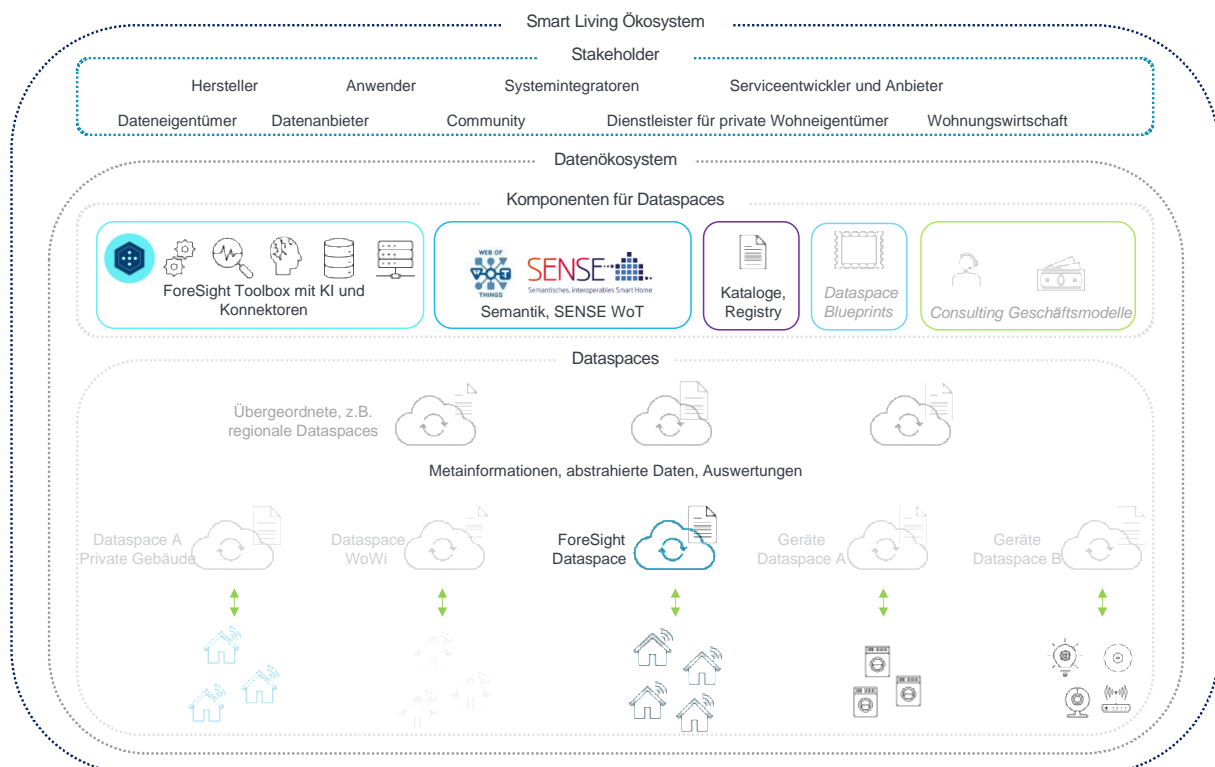 Smart Living Ökosystem
Stakeholder
Hersteller
Anwender
Systemintegratoren
Serviceentwickler und Anbieter
Dateneigentümer
Datenanbieter
Community
Dienstleister für private Wohneigentümer
Wohnungswirtschaft
Datenökosystem
Komponenten für Dataspaces
ForeSight Toolbox mit KI und
Konnektoren
WEB OF
THINGS
SENSE
Semantisches, interoperables Smart Home
Semantik, SENSE WoT
Kataloge,
Registry
Dataspace
Blueprints
Consulting Geschäftsmodelle
Dataspaces
Übergeordnete, z.B.
regionale Dataspaces
Metainformationen, abstrahierte Daten, Auswertungen
Dataspace A
Private Gebäude
Dataspace
WoWi
ForeSight
Dataspace
Geräte
Dataspace A
Geräte
Dataspace B